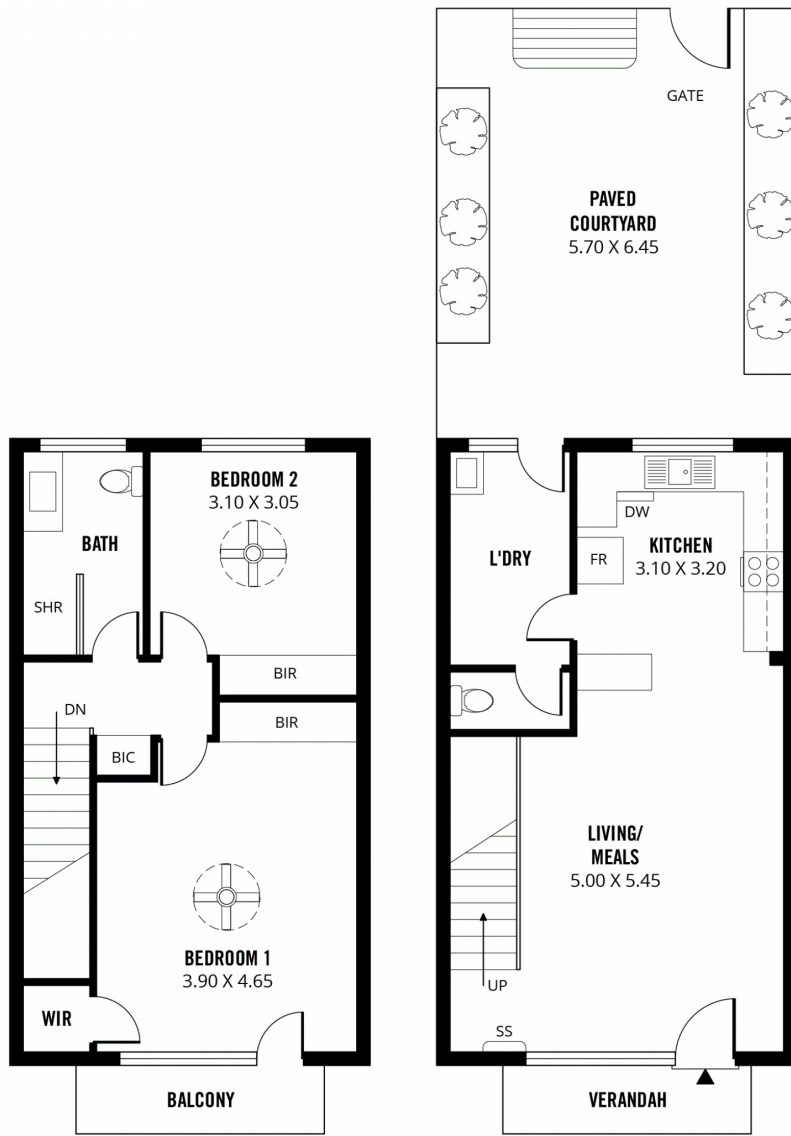 GATE
PAVED
COURTYARD
5.70 X 6.45
BEDROOM 2
3.10 X 3.05
BATH
SHR
BIR
DN
BIR
BIC
BEDROOM 1
3.90 X 4.65
WIR
BALCONY
DW
L'DRY
FR
KITCHEN
3.10 X 3.20
LIVING/
MEALS
5.00 X 5.45
UP
SS
VERANDAH